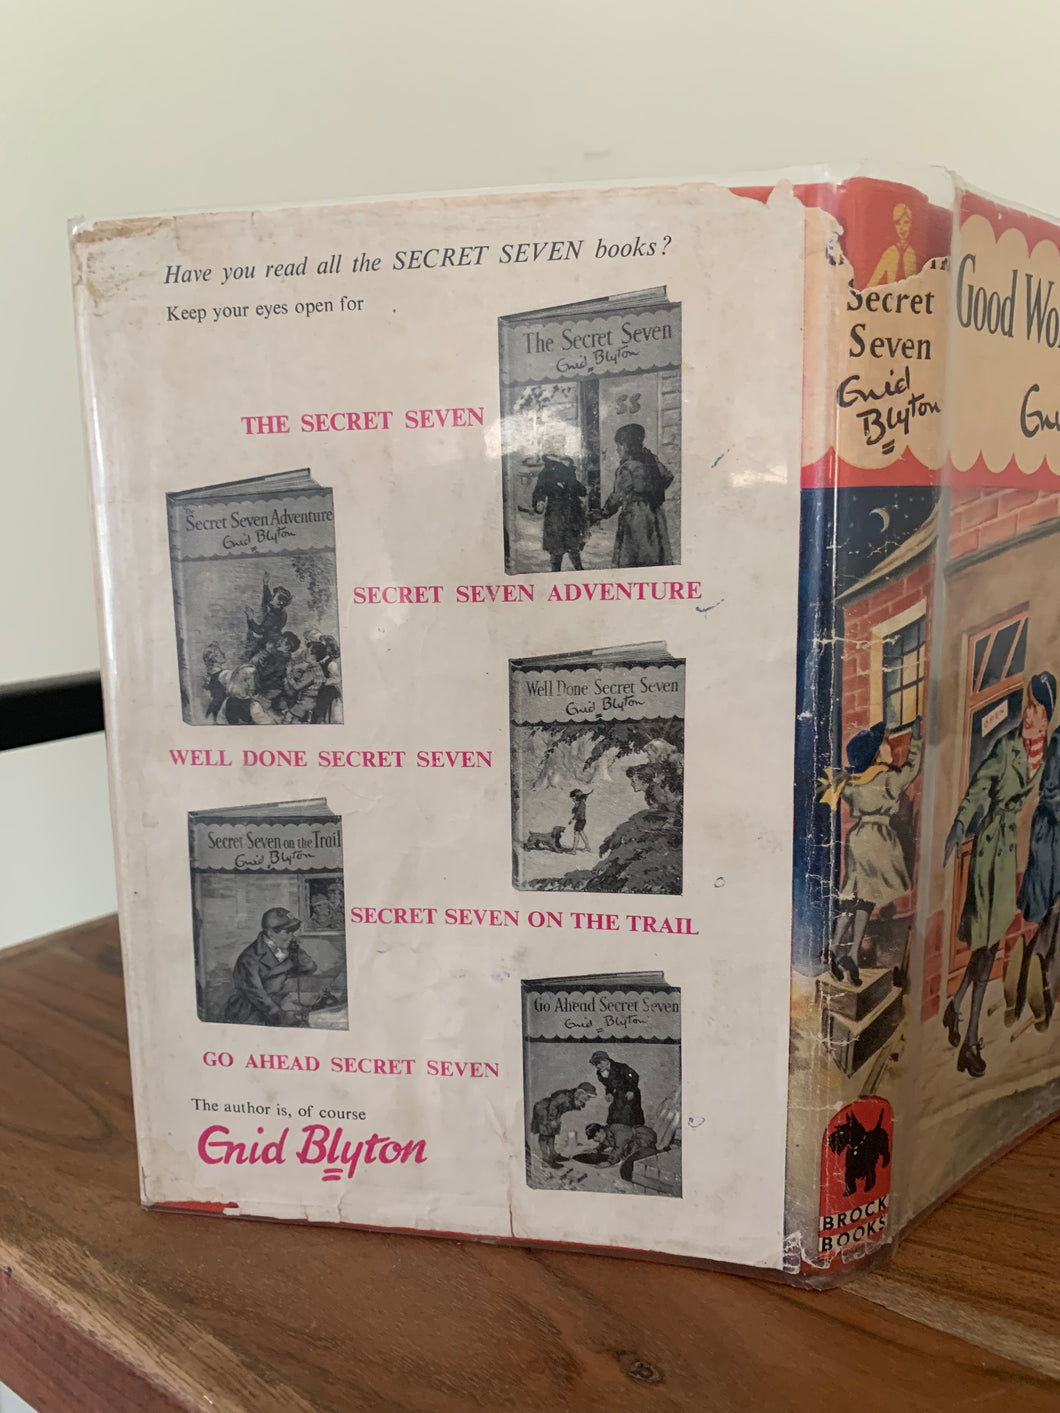 Have you read all the SECRET SEVEN books?
Keep your eyes open for
The Secret Seven
Enid Blyton
SS
THE SECRET SEVEN
The
Secret Seven Adventure
Enid Blyton
SECRET SEVEN ADVENTURE
Well Done Secret Seven
Enid Blyton
WELL DONE SECRET SEVEN
Secret Seven on the Trail
Enid Blyton
SECRET SEVEN ON THE TRAIL
Go Ahead Secret Seven
Enid Blyton
GO AHEAD SECRET SEVEN
The author is, of course
Enid Blyton
Secret
Seven
Enid
Blyton
BROCK
BOOKS
Good Wo